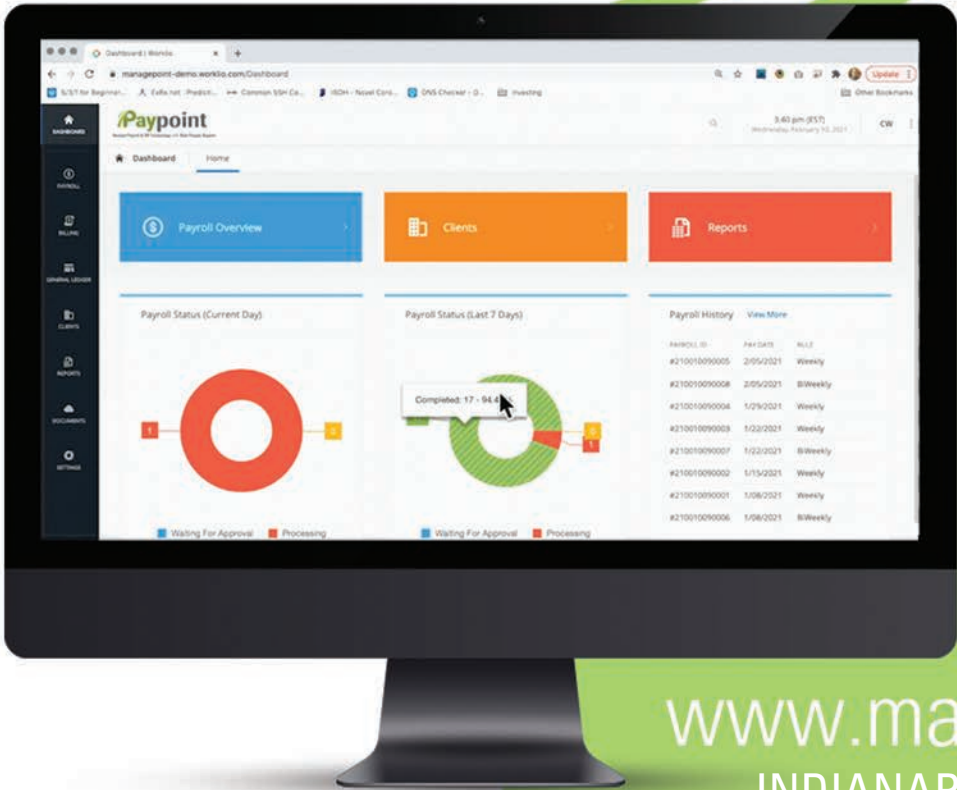 Dashboard | Worklio
managepoint-demo.worklio.com/Dashboard
Update
DNS Checker - D... Investing Other Bookmarks
Paypoint
3:40 pm (EST)
Wednesday, February 10, 2021
CW
DASHBOARD
Dashboard Home
PAYROLL
BILLING
GENERAL LEDGER
CLIENTS
REPORTS
DOCUMENTS
SETTINGS
Payroll Overview
Clients
Reports
Payroll Status (Current Day)
1
0
Waiting For Approval Processing
Payroll Status (Last 7 Days)
Completed: 17 - 94.4
0
1
Waiting For Approval Processing
Payroll History View More
PAYROLL ID PAY DATE RULE
#210010090005 2/05/2021 Weekly
#210010090008 2/05/2021 BiWeekly
#210010090004 1/29/2021 Weekly
#210010090003 1/22/2021 Weekly
#210010090007 1/22/2021 BiWeekly
#210010090002 1/15/2021 Weekly
#210010090001 1/08/2021 Weekly
#210010090006 1/08/2021 BiWeekly
www.ma
INDIANAP